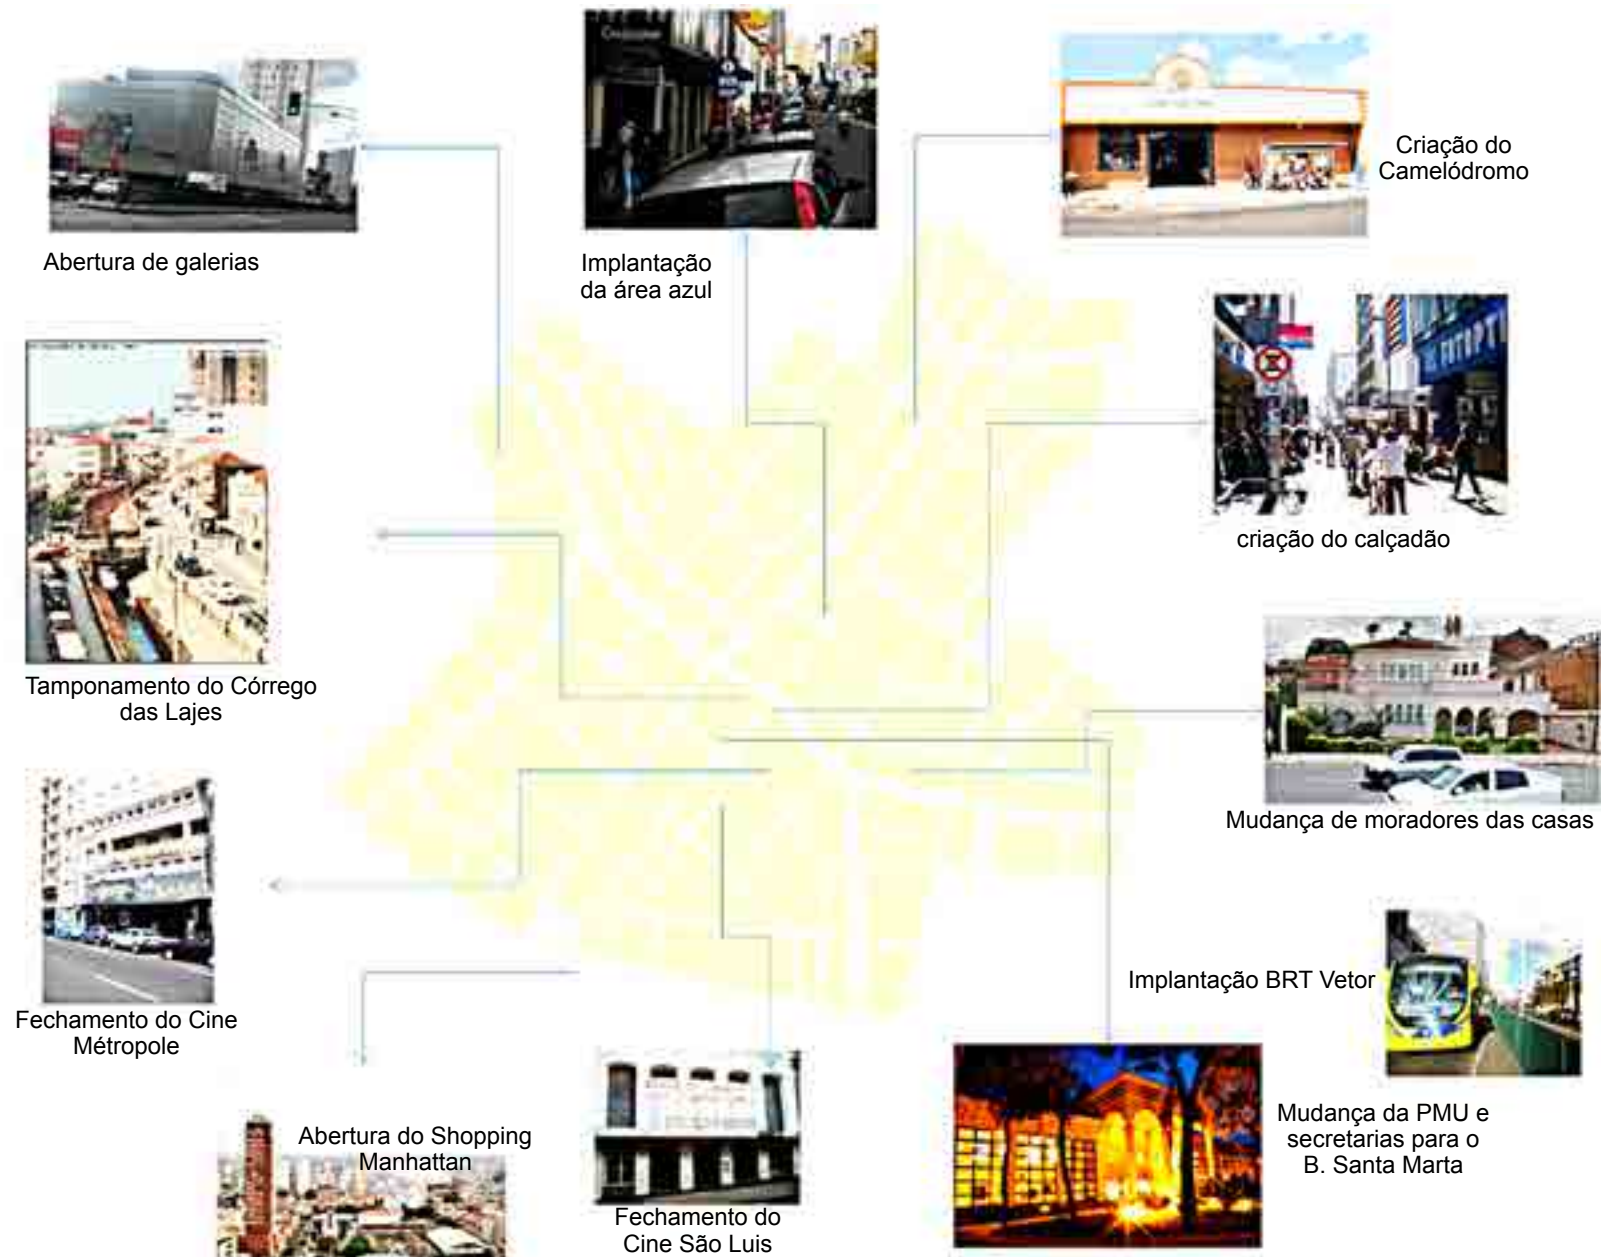 Abertura de galerias
Implantação
da área azul
Criação do
Camelódromo
criação do calçadão
Tamponamento do Córrego
das Lajes
Mudança de moradores das casas
Fechamento do Cine
Métropole
Implantação BRT Vetor
Abertura do Shopping
Manhattan
Fechamento do
Cine São Luis
Mudança da PMU e
secretarias para o
B. Santa Marta